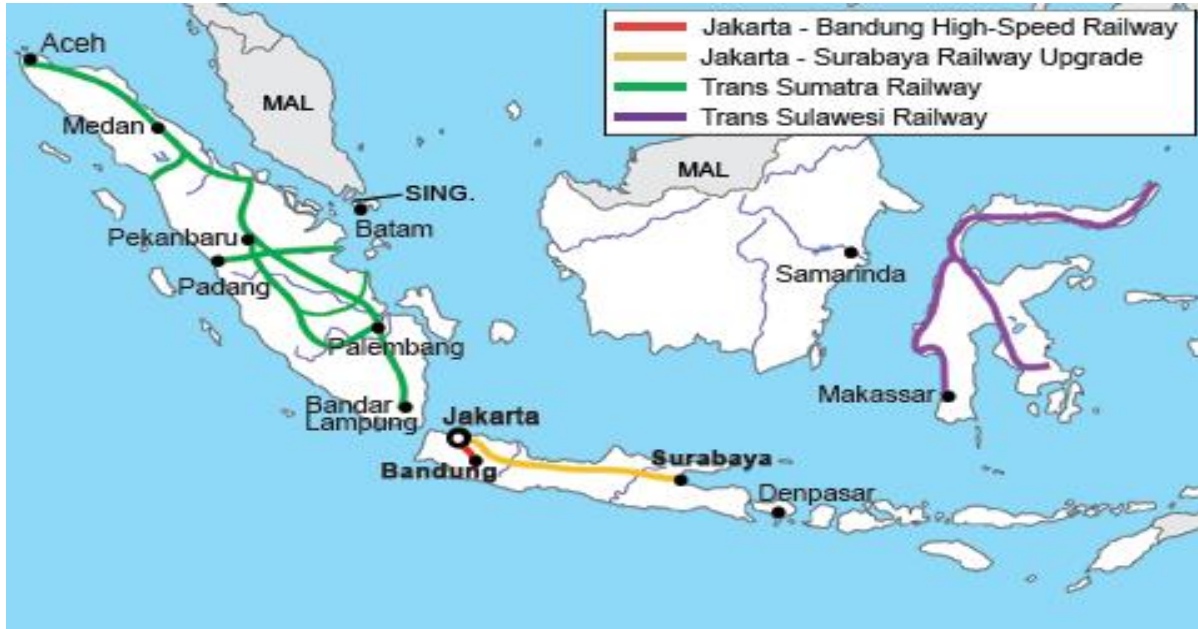 Jakarta - Bandung High-Speed Railway
Jakarta - Surabaya Railway Upgrade
Trans Sumatra Railway
Trans Sulawesi Railway
Aceh
MAL
Medan
MAL
SING.
Batam
Pekanbaru
Padang
Samarinda
Palembang
Makassar
Bandar
Lampung
Jakarta
Bandung
Surabaya
Denpasar